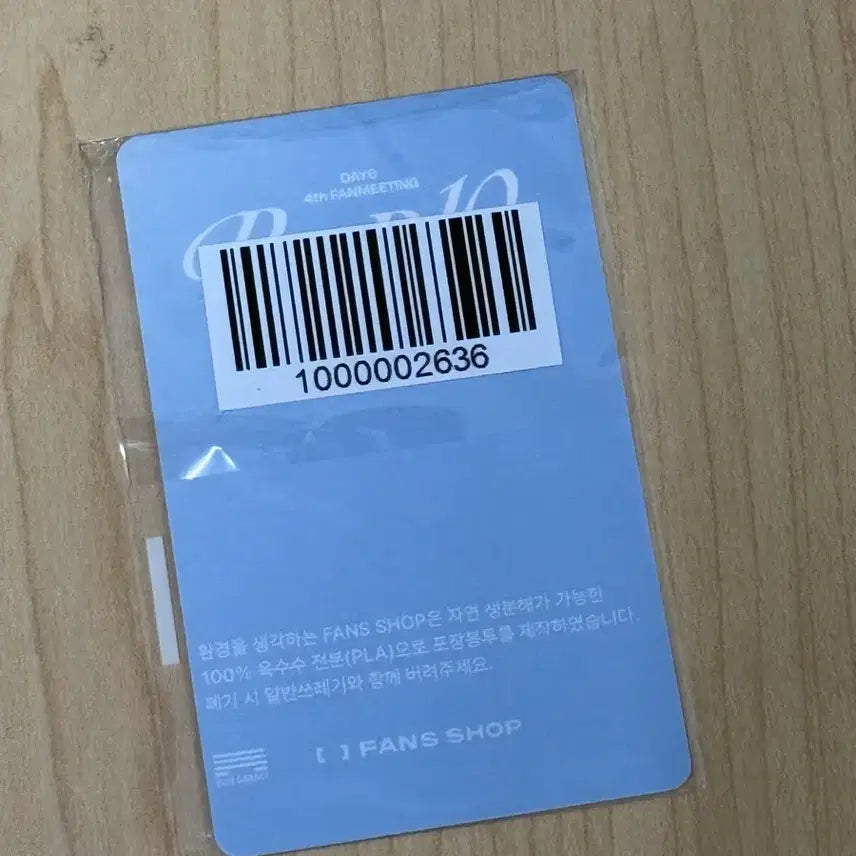 DAY6
4th FANMEETING
1000002636
환경을 생각하는 FANS SHOP은 자연 생분해가 가능한
100% 옥수수 전분(PLA)으로 포장봉투를 제작하였습니다.
폐기 시 일반쓰레기와 함께 버려주세요.
[ ] FANS SHOP